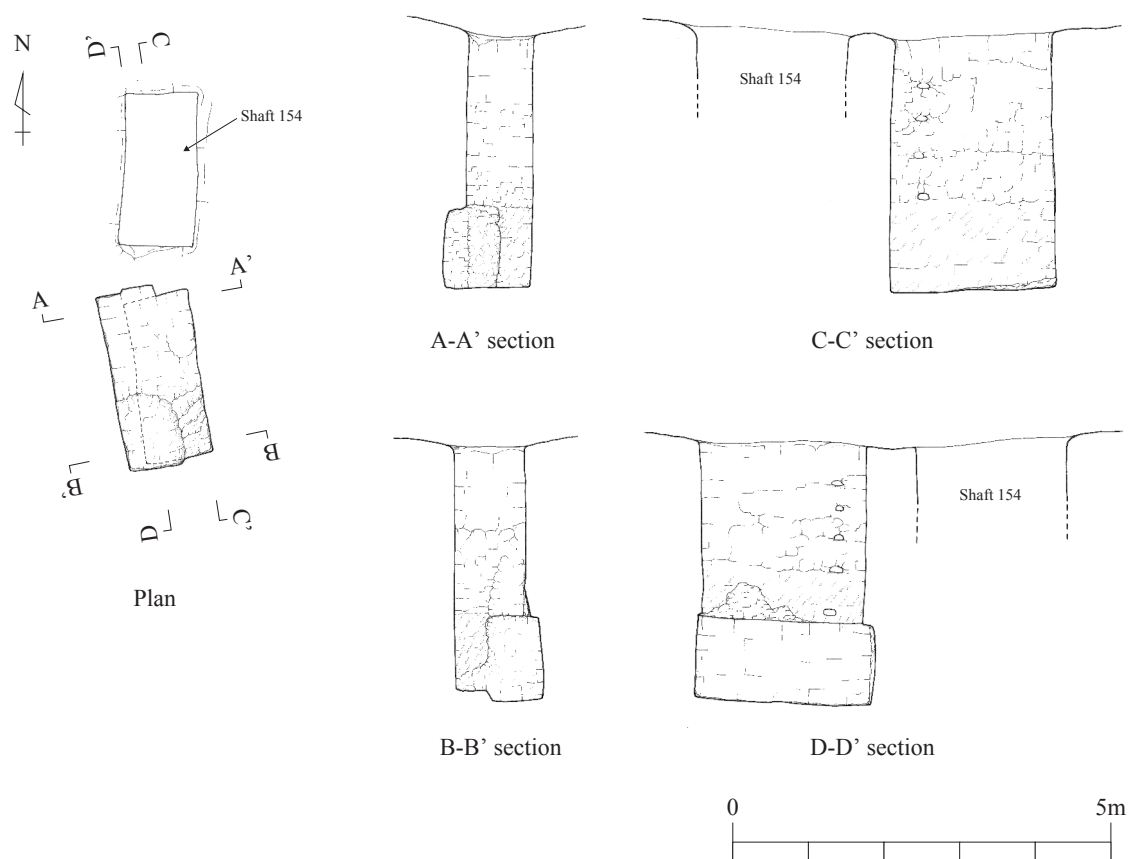 N
D'
C
Shaft 154
A
A'
B'
B
D
C'
Plan
A-A' section
Shaft 154
C-C' section
B-B' section
Shaft 154
D-D' section
0
5m